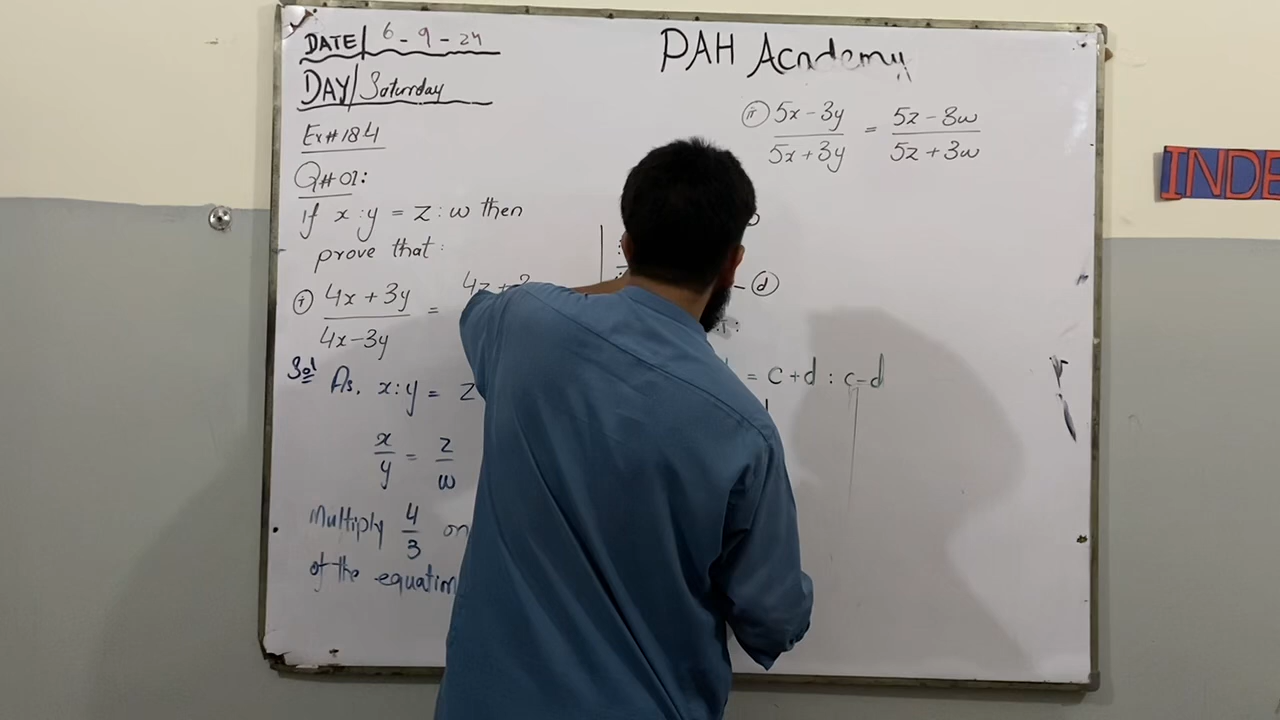 DATE/ 6-9-24
DAY/ Saturday
PAH Academy
Ex#18.4
Q#01:
if x:y = z:w then
prove that:
(i) 4x+3y / 4x-3y =
Sol As. x:y = z
x/y = z/w
Multiply 4/3 on
of the equation
(ii) 5x-3y / 5x+3y = 5z-3w / 5z+3w
d
= c+d : c-d
INDE